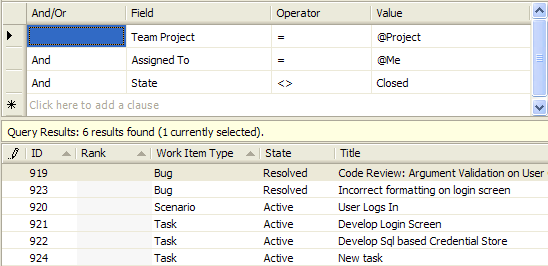 And/Or Field Operator Value
Team Project = @Project
And Assigned To = @Me
And State <> Closed
Click here to add a clause
Query Results: 6 results found (1 currently selected).
ID Rank Work Item Type State Title
919 Bug Resolved Code Review: Argument Validation on User
923 Bug Resolved Incorrect formatting on login screen
920 Scenario Active User Logs In
921 Task Active Develop Login Screen
922 Task Active Develop Sql based Credential Store
924 Task Active New task